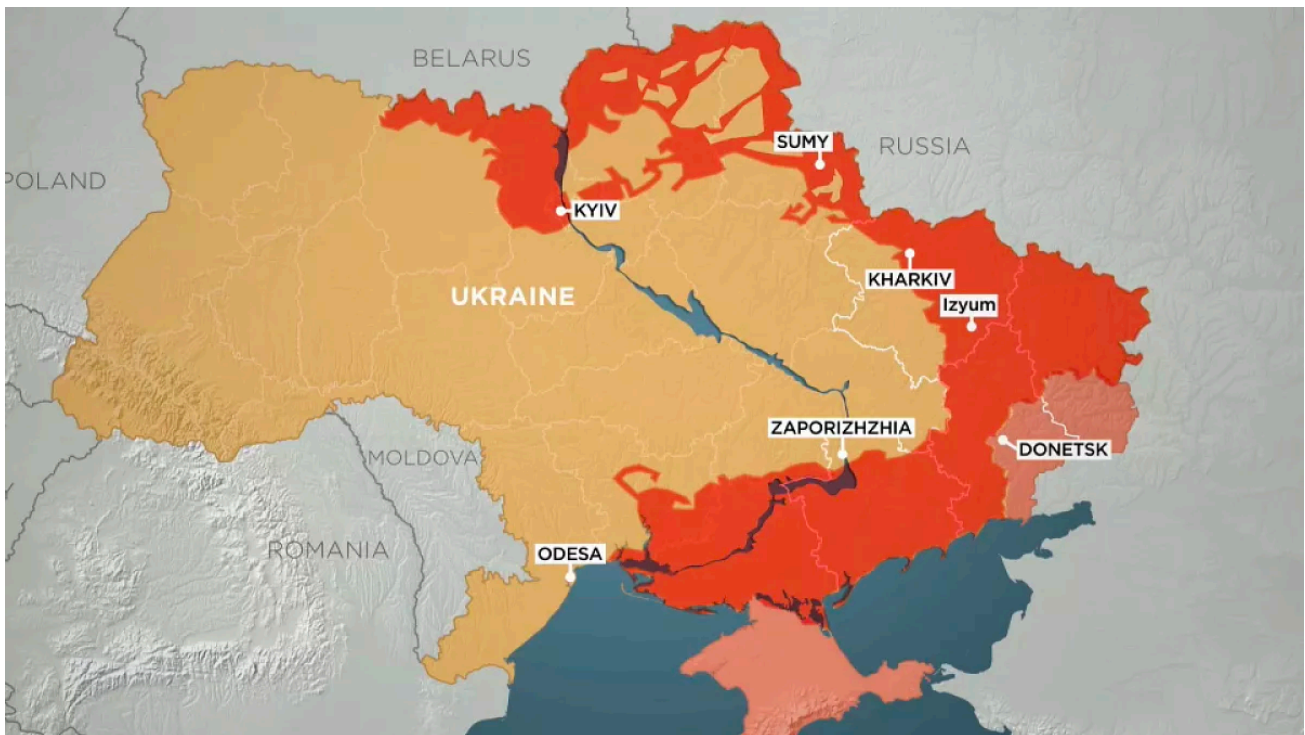 BELARUS
SUMY
RUSSIA
POLAND
KYIV
KHARKIV
UKRAINE
Izyum
ZAPORIZHZHIA
DONETSK
MOLDOVA
ROMANIA
ODESA